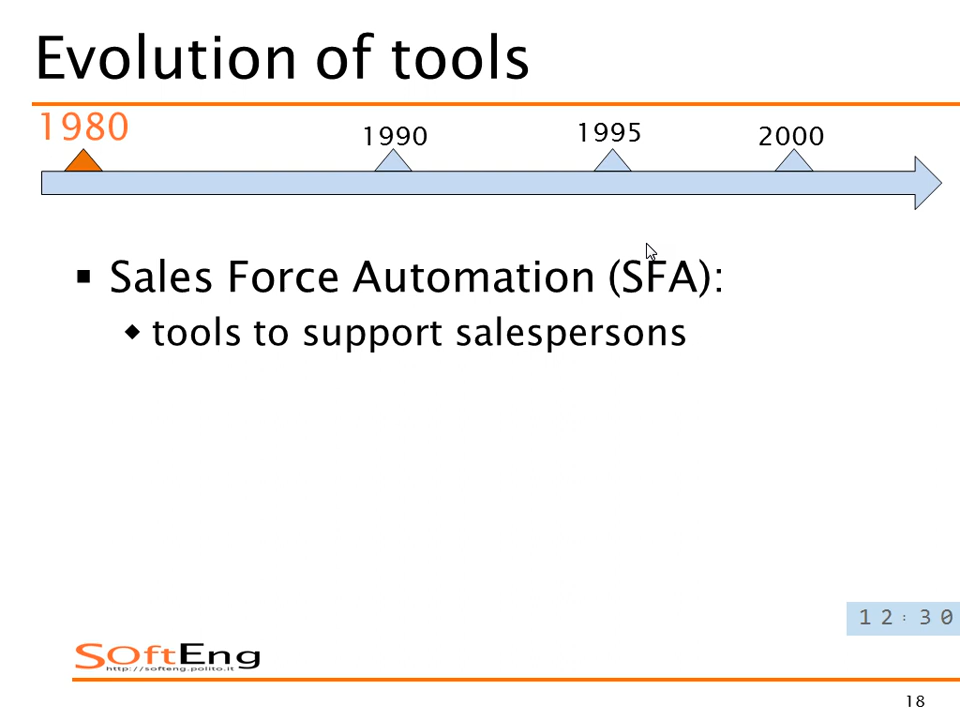 Evolution of tools
1980
1990
1995
2000
Sales Force Automation (SFA):
tools to support salespersons
12:30
SOftEng
http://softeng.polito.it
18